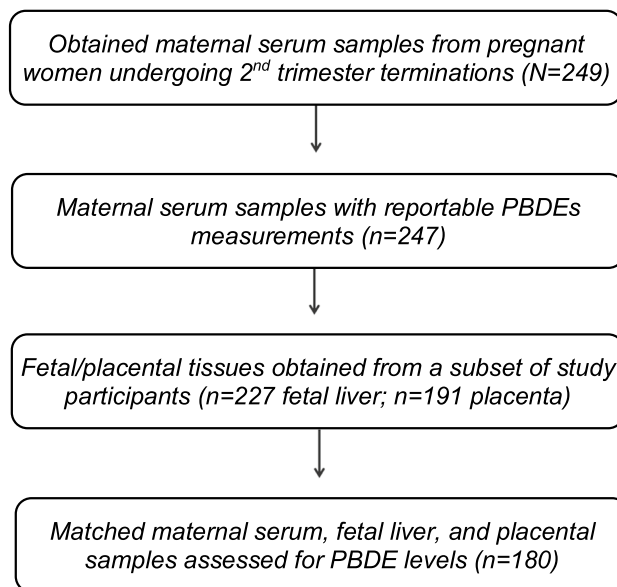 Obtained maternal serum samples from pregnant
women undergoing 2nd trimester terminations (N=249)
Maternal serum samples with reportable PBDEs
measurements (n=247)
Fetal/placental tissues obtained from a subset of study
participants (n=227 fetal liver; n=191 placenta)
Matched maternal serum, fetal liver, and placental
samples assessed for PBDE levels (n=180)